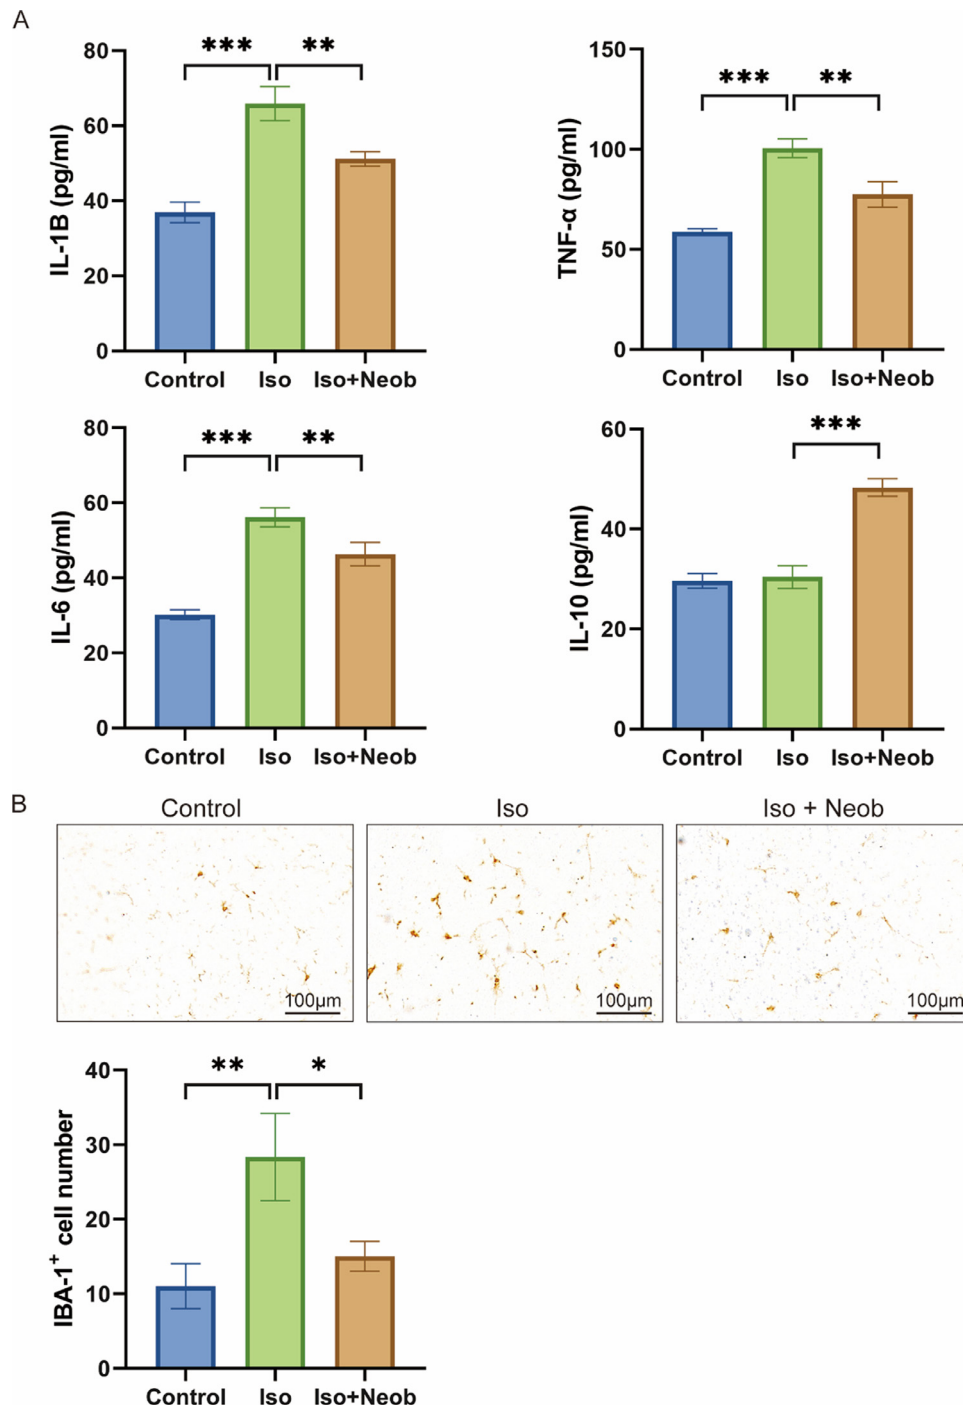 A
IL-1B (pg/ml)
80
60
40
20
0
*** **
Control Iso Iso+Neob
TNF-α (pg/ml)
150
100
50
0
*** **
Control Iso Iso+Neob
IL-6 (pg/ml)
80
60
40
20
0
*** **
Control Iso Iso+Neob
IL-10 (pg/ml)
60
40
20
0
***
Control Iso Iso+Neob
B
Control Iso Iso + Neob
100μm 100μm 100μm
IBA-1⁺ cell number
40
30
20
10
0
** *
Control Iso Iso+Neob